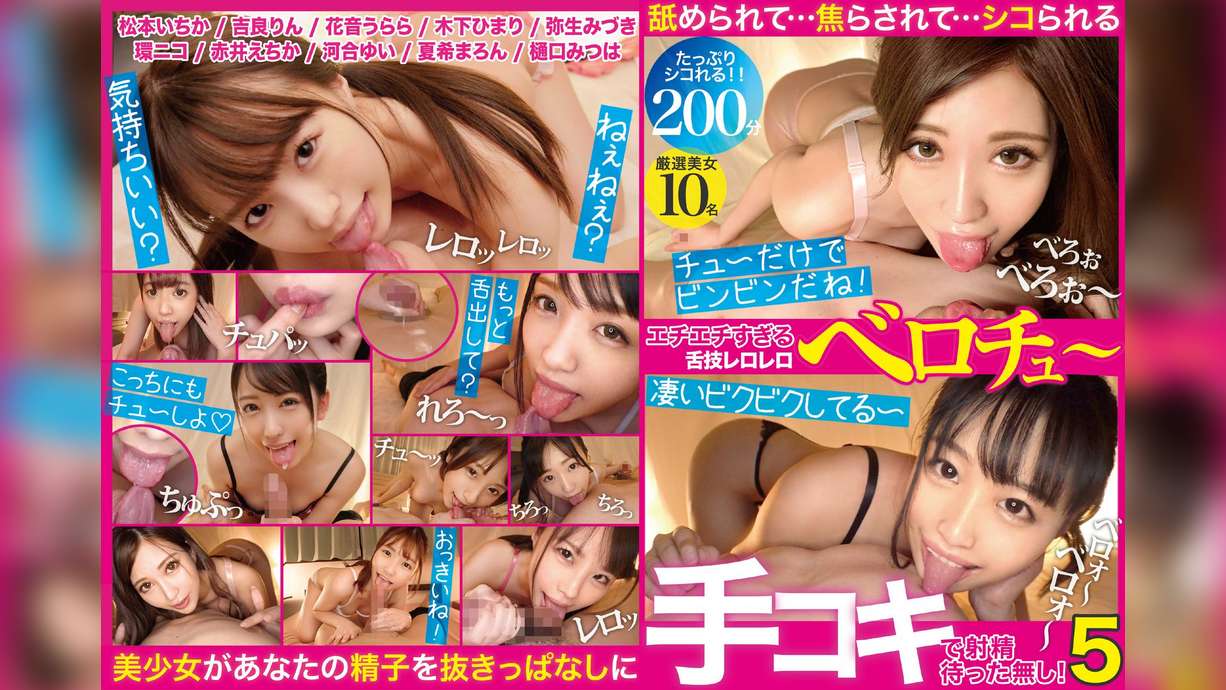 松本いちか / 吉良りん / 花音うらら / 木下ひまり / 弥生みづき
環ニコ / 赤井えちか / 河合ゆい / 夏希まろん / 樋口みつは
気持ちいい?
ねぇねぇ?
レロッレロッ
チュパッ
もっと
舌出して?
れろ〜っ
こっちにも
チューしよ♡
ちゅぷっ
チュ〜ッ
ちろっ
ちろっ
おっきいね!
レロッ
美少女があなたの精子を抜きっぱなしに
舐められて…焦らされて…シコられる
たっぷり
シコれる!!
200分
厳選美女
10名
チューだけで
ビンビンだね!
べろぉ
べろぉ〜
エチエチすぎる
舌技レロレロ
ベロチュ〜
凄いビクビクしてる〜
ベロォ〜
ベロォ〜
手コキ
で射精
待った無し!
5